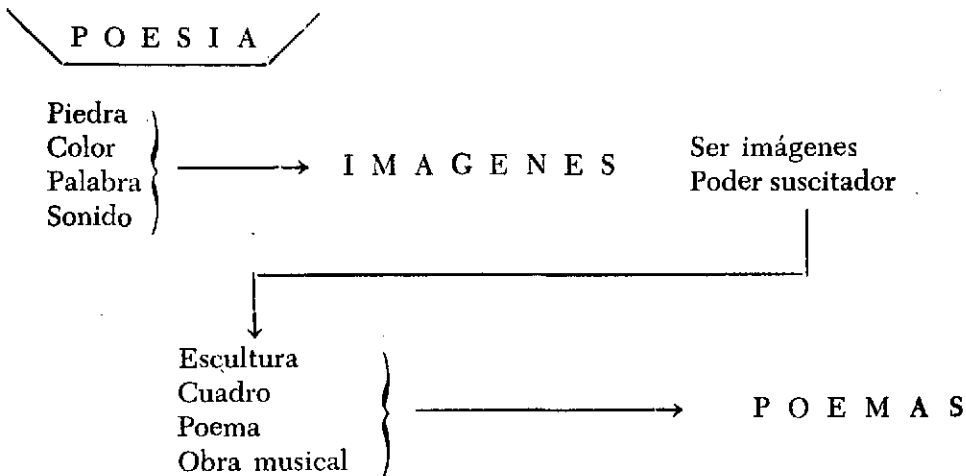 POESIA
Piedra
Color
Palabra
Sonido
IMAGENES
Ser imágenes
Poder suscitador
Escultura
Cuadro
Poema
Obra musical
POEMAS